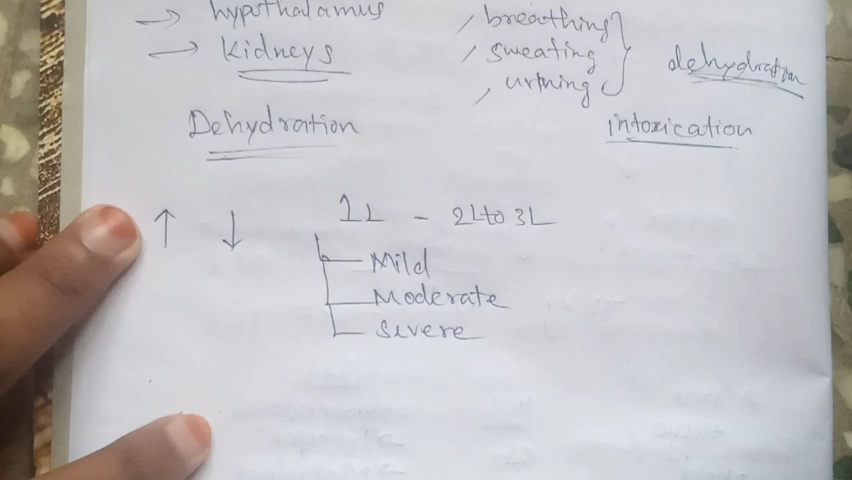 → hypothalamus , breathing
→ kidneys , sweating dehydration
, urining
Dehydration intoxication
↑ ↓ 1L - 2L to 3L
Mild
Moderate
Severe